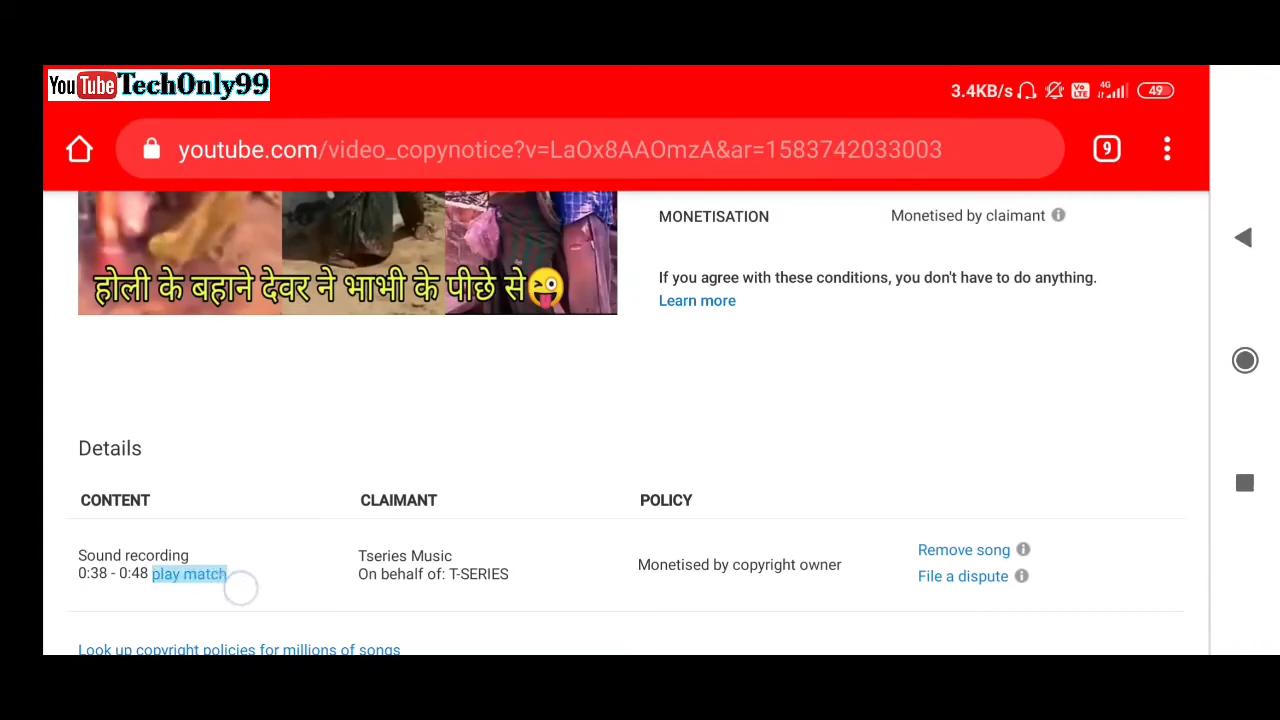 YouTube TechOnly99
3.4KB/s Vo LTE 4G 49
youtube.com/video_copynotice?v=LaOx8AAOmzA&ar=1583742033003 9
MONETISATION Monetised by claimant
होली के बहाने देवर ने भाभी के पीछे से😜
If you agree with these conditions, you don't have to do anything.
Learn more
Details
CONTENT CLAIMANT POLICY
Sound recording Tseries Music Monetised by copyright owner Remove song
0:38 - 0:48 play match On behalf of: T-SERIES File a dispute
Look up copyright policies for millions of songs